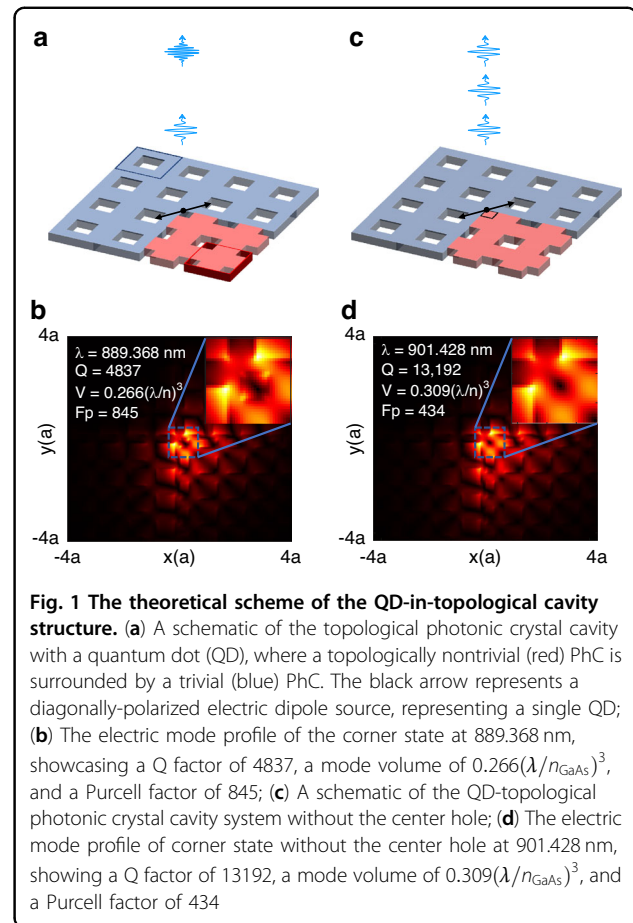 a
c
b
4a
λ = 889.368 nm
Q = 4837
V = 0.266(λ/n)³
Fp = 845
y(a)
-4a
-4a
x(a)
4a
d
4a
λ = 901.428 nm
Q = 13,192
V = 0.309(λ/n)³
Fp = 434
y(a)
-4a
-4a
x(a)
4a
Fig. 1 The theoretical scheme of the QD-in-topological cavity
structure. (a) A schematic of the topological photonic crystal cavity
with a quantum dot (QD), where a topologically nontrivial (red) PhC is
surrounded by a trivial (blue) PhC. The black arrow represents a
diagonally-polarized electric dipole source, representing a single QD;
(b) The electric mode profile of the corner state at 889.368 nm,
showcasing a Q factor of 4837, a mode volume of 0.266(λ/n_GaAs)³,
and a Purcell factor of 845; (c) A schematic of the QD-topological
photonic crystal cavity system without the center hole; (d) The electric
mode profile of corner state without the center hole at 901.428 nm,
showing a Q factor of 13192, a mode volume of 0.309(λ/n_GaAs)³, and
a Purcell factor of 434